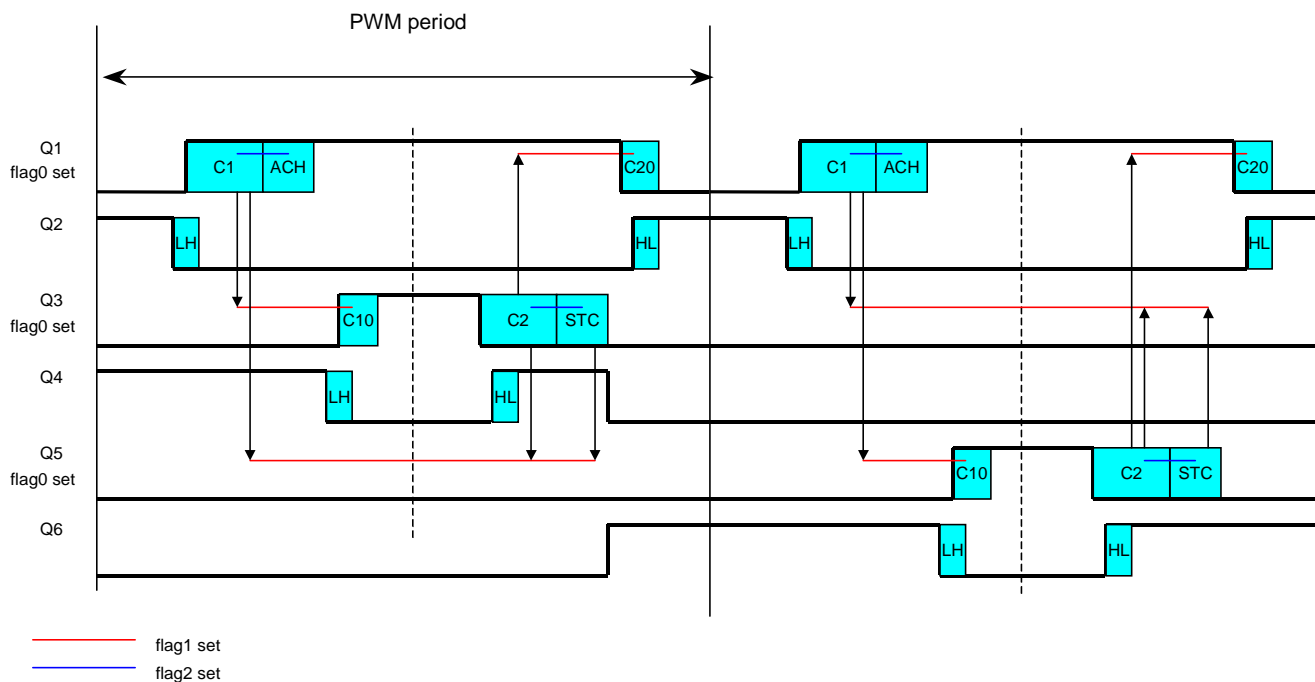 PWM period
Q1
flag0 set
C1
ACH
C20
C1
ACH
C20
Q2
LH
HL
LH
HL
Q3
flag0 set
C10
C2
STC
Q4
LH
HL
Q5
flag0 set
C10
C2
STC
Q6
LH
HL
flag1 set
flag2 set